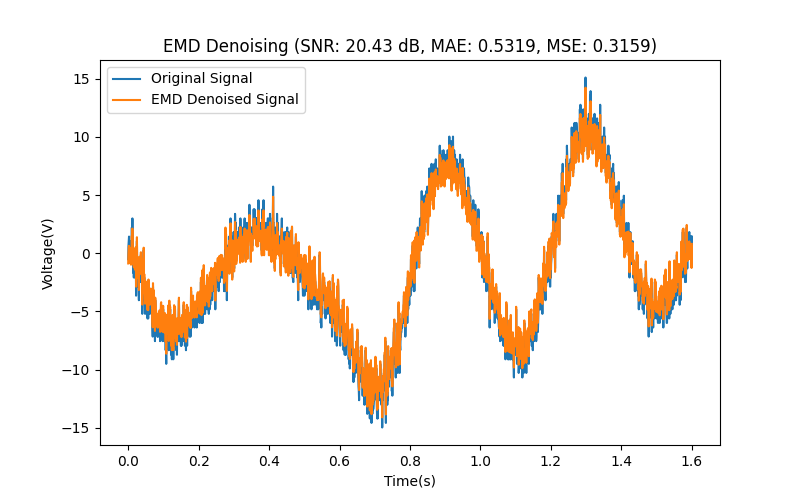 EMD Denoising (SNR: 20.43 dB, MAE: 0.5319, MSE: 0.3159)
Original Signal
EMD Denoised Signal
15
10
5
0
−5
−10
−15
Voltage(V)
0.0 0.2 0.4 0.6 0.8 1.0 1.2 1.4 1.6
Time(s)